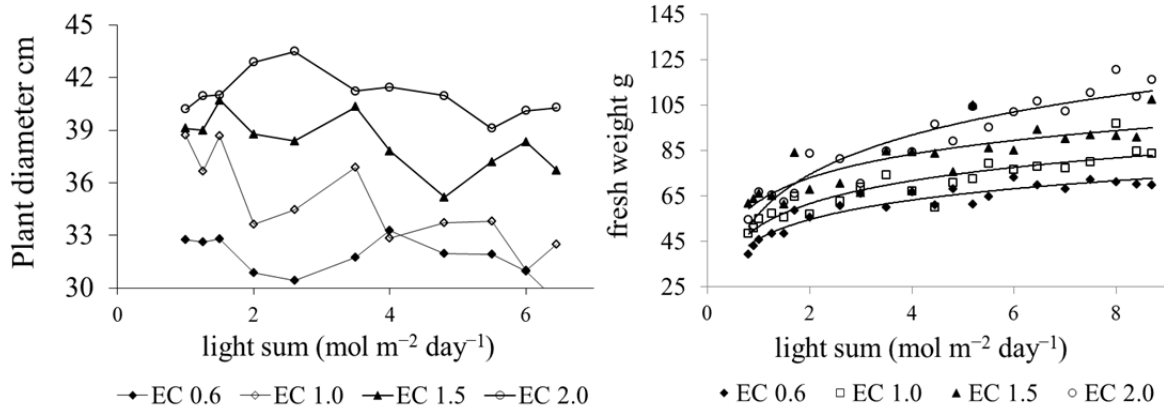 Plant diameter cm
45
42
39
36
33
30
0 2 4 6
light sum (mol m⁻² day⁻¹)
EC 0.6 EC 1.0 EC 1.5 EC 2.0
fresh weight g
105
85
65
45
25
0 2 4 6 8
light sum (mol m⁻² day⁻¹)
EC 0.6 EC 1.0 EC 1.5 EC 2.0